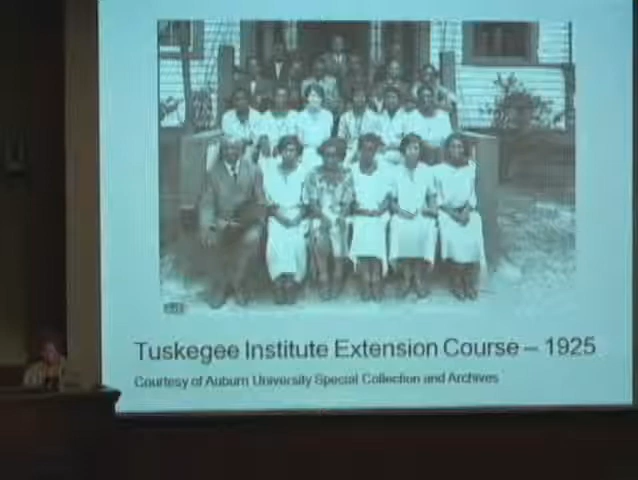 Tuskegee Institute Extension Course – 1925
Courtesy of Auburn University Special Collection and Archives